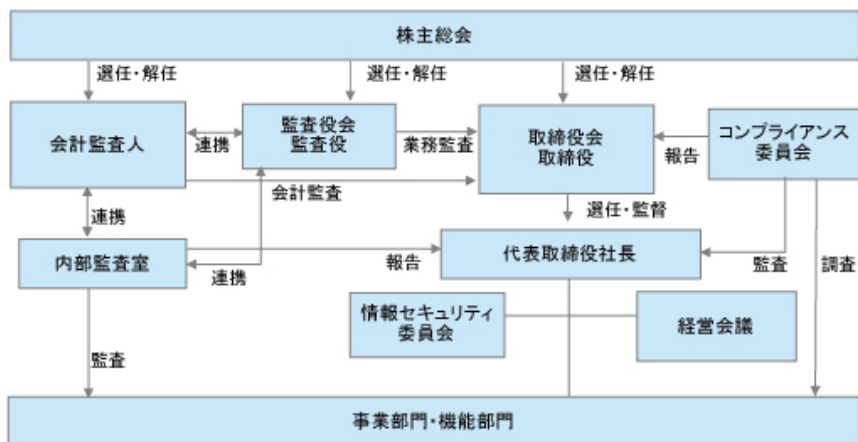 株主総会
選任・解任
選任・解任
選任・解任
会計監査人
連携
監査役会
監査役
業務監査
取締役会
取締役
報告
コンプライアンス
委員会
会計監査
連携
選任・監督
内部監査室
連携
報告
代表取締役社長
監査
調査
情報セキュリティ
委員会
経営会議
監査
事業部門・機能部門